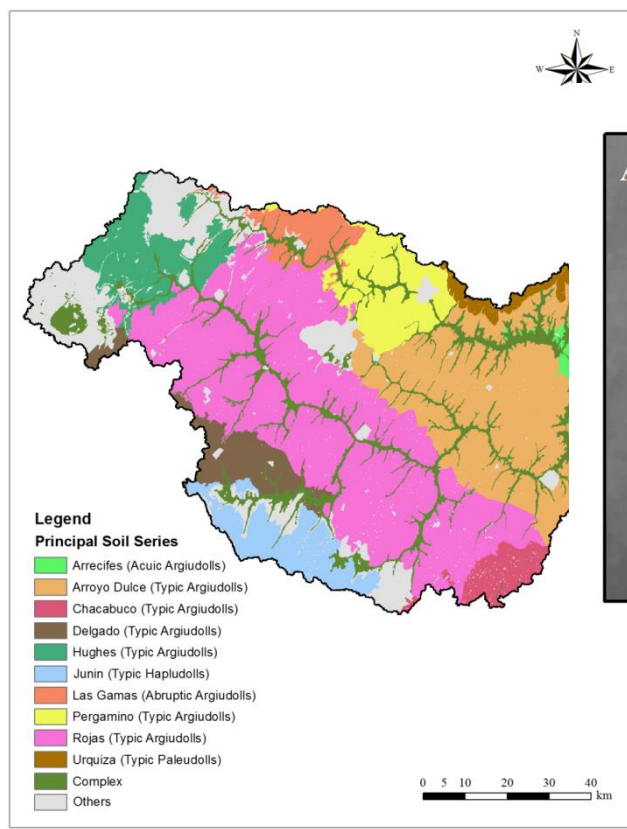 N
W E
S
A
Legend
Principal Soil Series
Arrecifes (Acuic Argiudolls)
Arroyo Dulce (Typic Argiudolls)
Chacabuco (Typic Argiudolls)
Delgado (Typic Argiudolls)
Hughes (Typic Argiudolls)
Junin (Typic Hapludolls)
Las Gamas (Abruptic Argiudolls)
Pergamino (Typic Argiudolls)
Rojas (Typic Argiudolls)
Urquiza (Typic Paleudolls)
Complex
Others
0 5 10 20 30 40
km